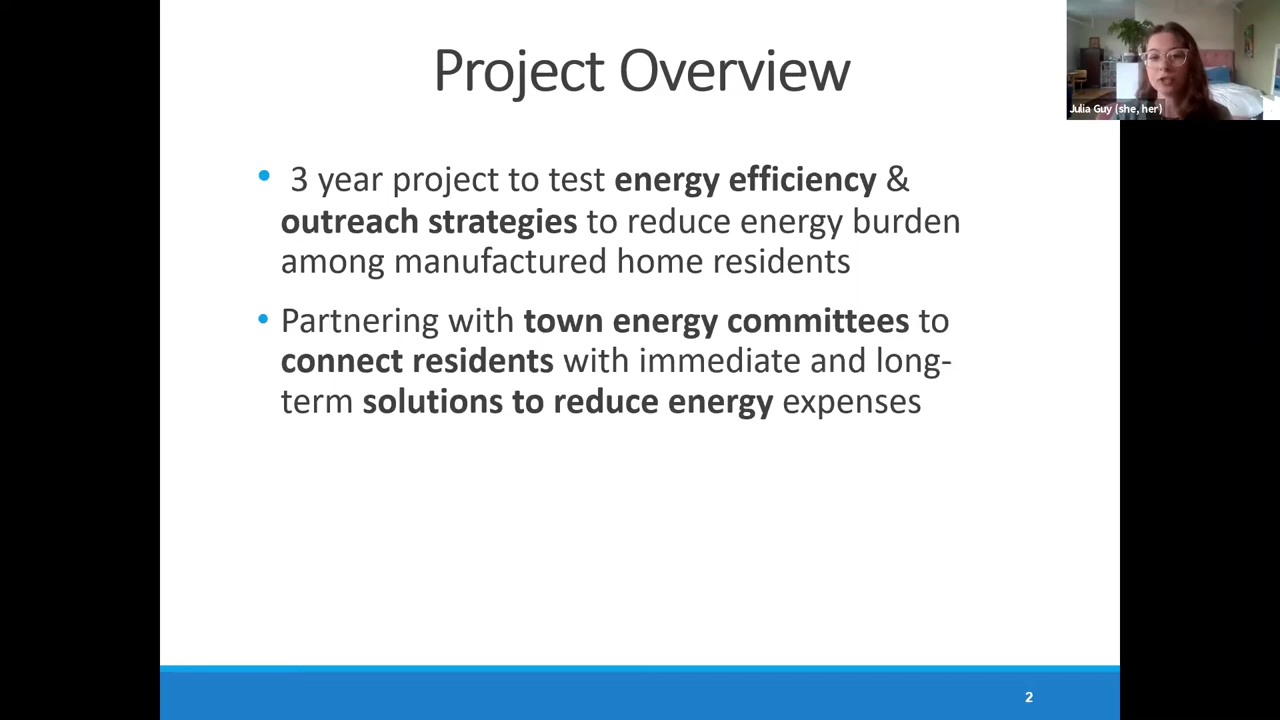 Project Overview
Julia Guy (she, her)
• 3 year project to test energy efficiency &
outreach strategies to reduce energy burden
among manufactured home residents
• Partnering with town energy committees to
connect residents with immediate and long-
term solutions to reduce energy expenses
2